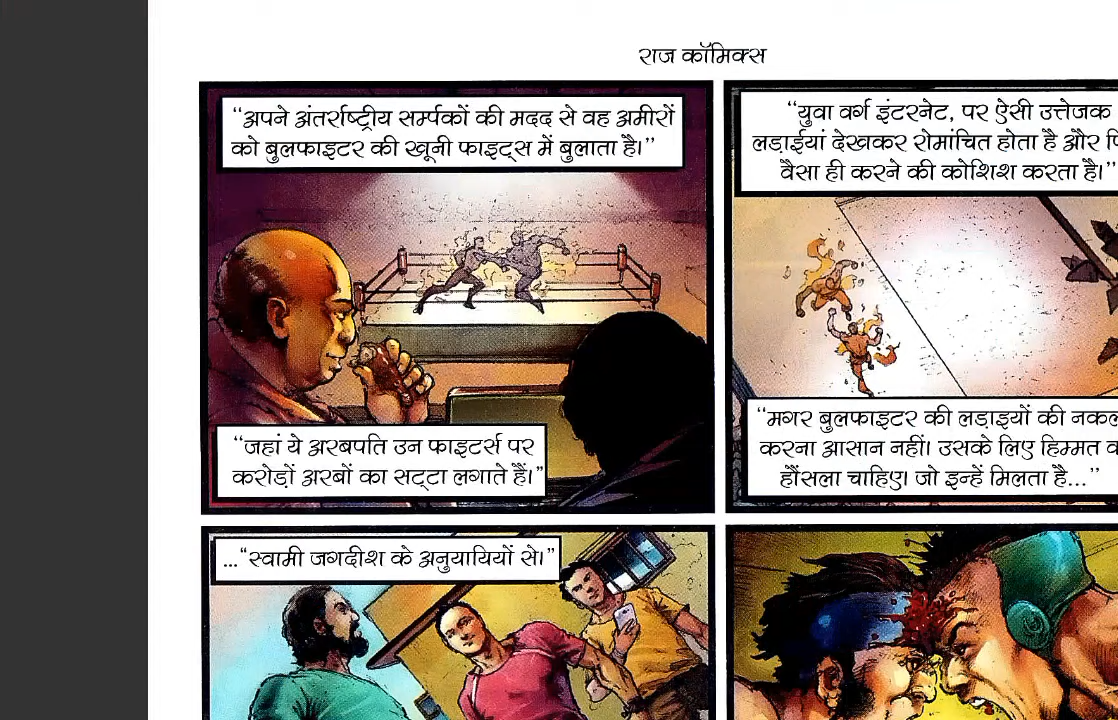 राज कॉमिक्स
“अपने अंतर्राष्ट्रीय सर्म्पकों की मदद से वह अमीरों
को बुलफाइटर की खूनी फाइट्स में बुलाता है।”
“जहां ये अरबपति उन फाइटर्स पर
करोड़ों अरबों का सट्टा लगाते हैं।”
“युवा वर्ग इंटरनेट, पर ऐसी उत्तेजक
लड़ाईयां देखकर रोमांचित होता है और
वैसा ही करने की कोशिश करता है।”
“मगर बुलफाइटर की लड़ाइयों की नकल
करना आसान नहीं। उसके लिए हिम्मत
हौंसला चाहिए। जो इन्हें मिलता है...”
...“स्वामी जगदीश के अनुयायियों से।”